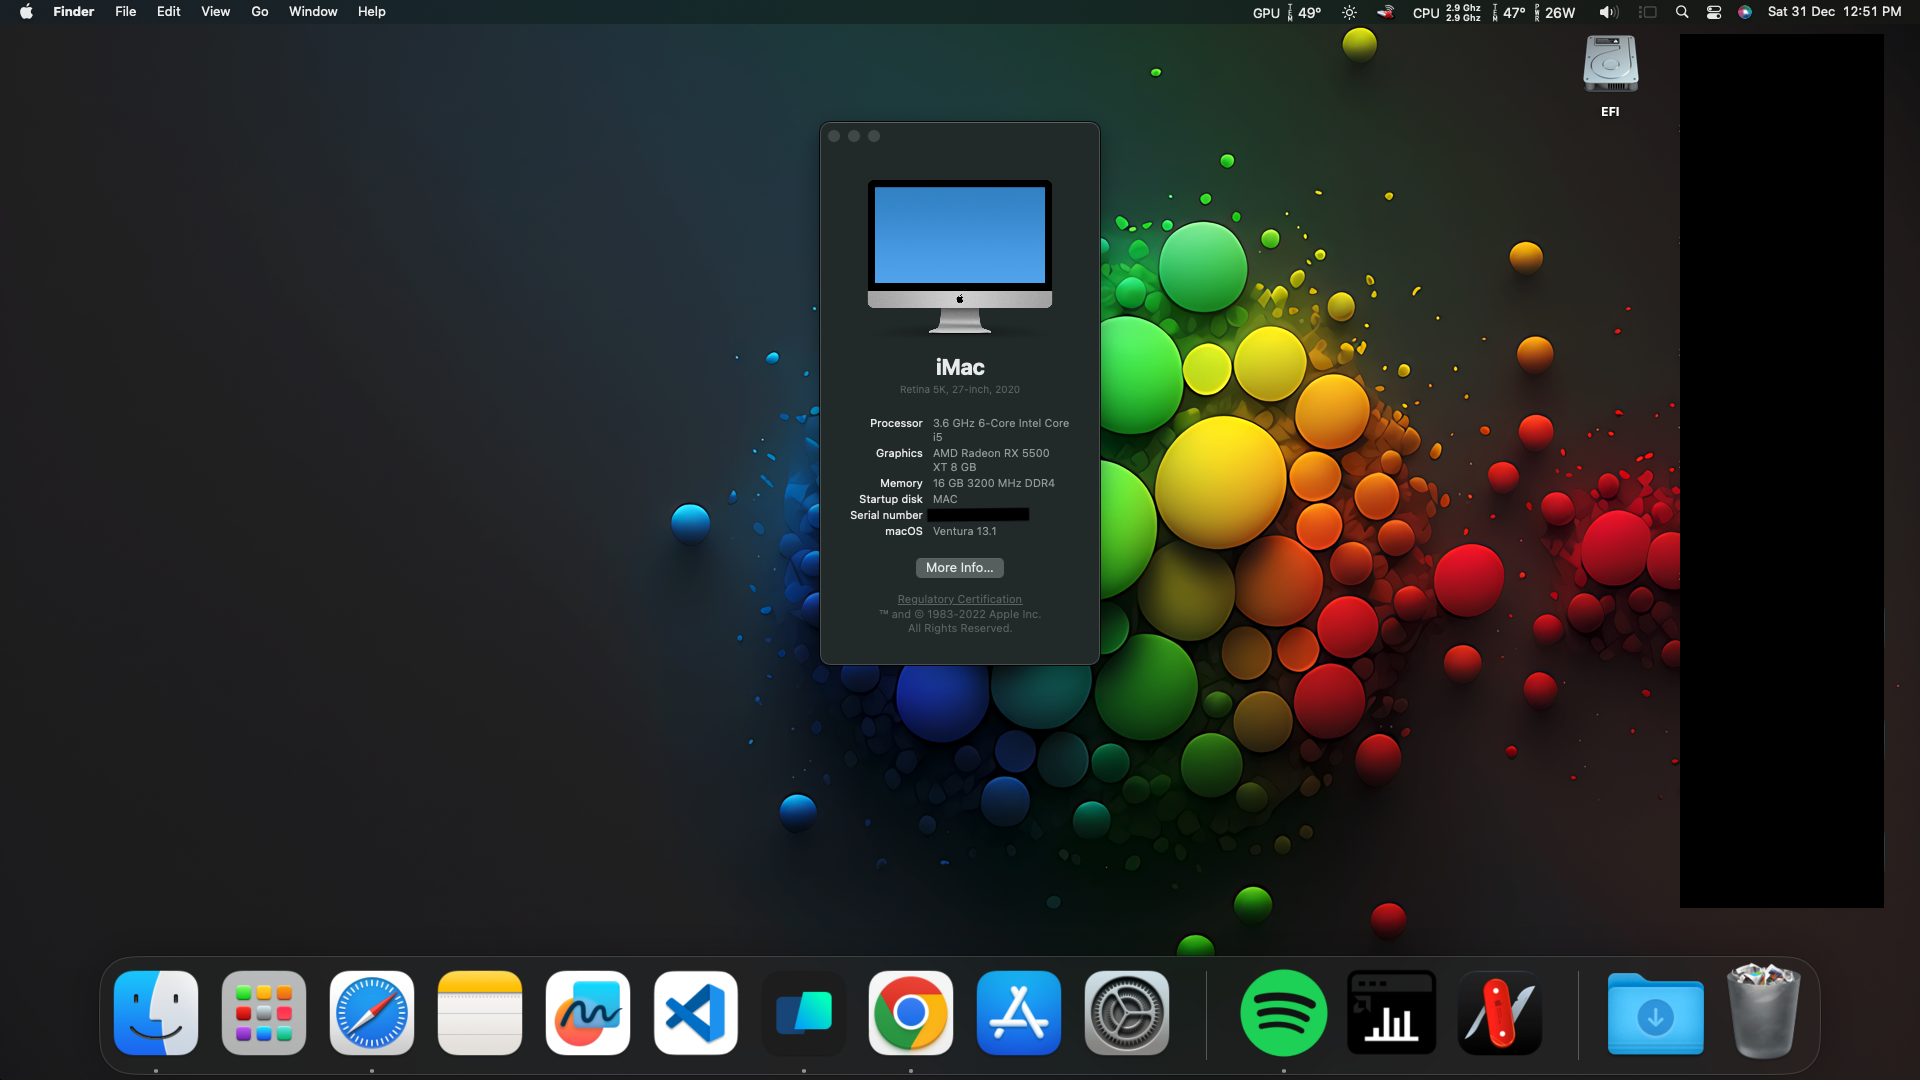 Finder File Edit View Go Window Help
GPU TEM 49° CPU 2.9 Ghz 2.9 Ghz TEM 47° PWR 26W Sat 31 Dec 12:51 PM
EFI
iMac
Retina 5K, 27-inch, 2020
Processor 3.6 GHz 6-Core Intel Core
i5
Graphics AMD Radeon RX 5500
XT 8 GB
Memory 16 GB 3200 MHz DDR4
Startup disk MAC
Serial number
macOS Ventura 13.1
More Info...
Regulatory Certification
™ and © 1983-2022 Apple Inc.
All Rights Reserved.